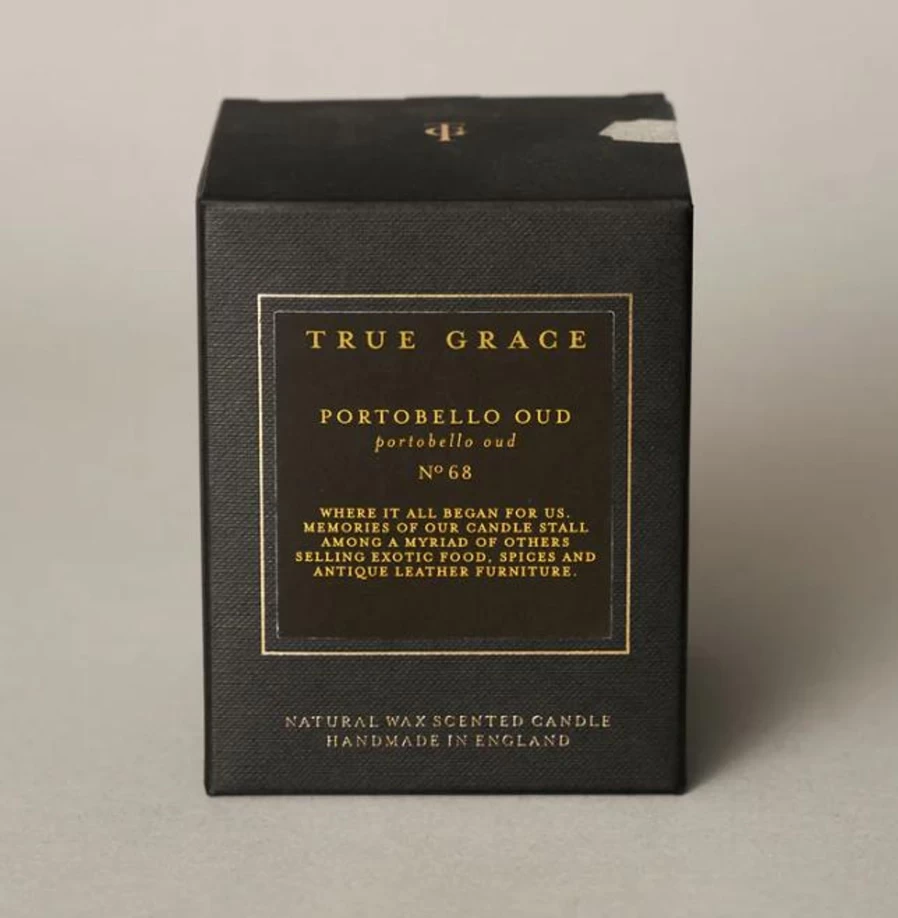 TRUE GRACE
PORTOBELLO OUD
portobello oud
Nº 68
WHERE IT ALL BEGAN FOR US.
MEMORIES OF OUR CANDLE STALL
AMONG A MYRIAD OF OTHERS
SELLING EXOTIC FOOD, SPICES AND
ANTIQUE LEATHER FURNITURE.
NATURAL WAX SCENTED CANDLE
HANDMADE IN ENGLAND